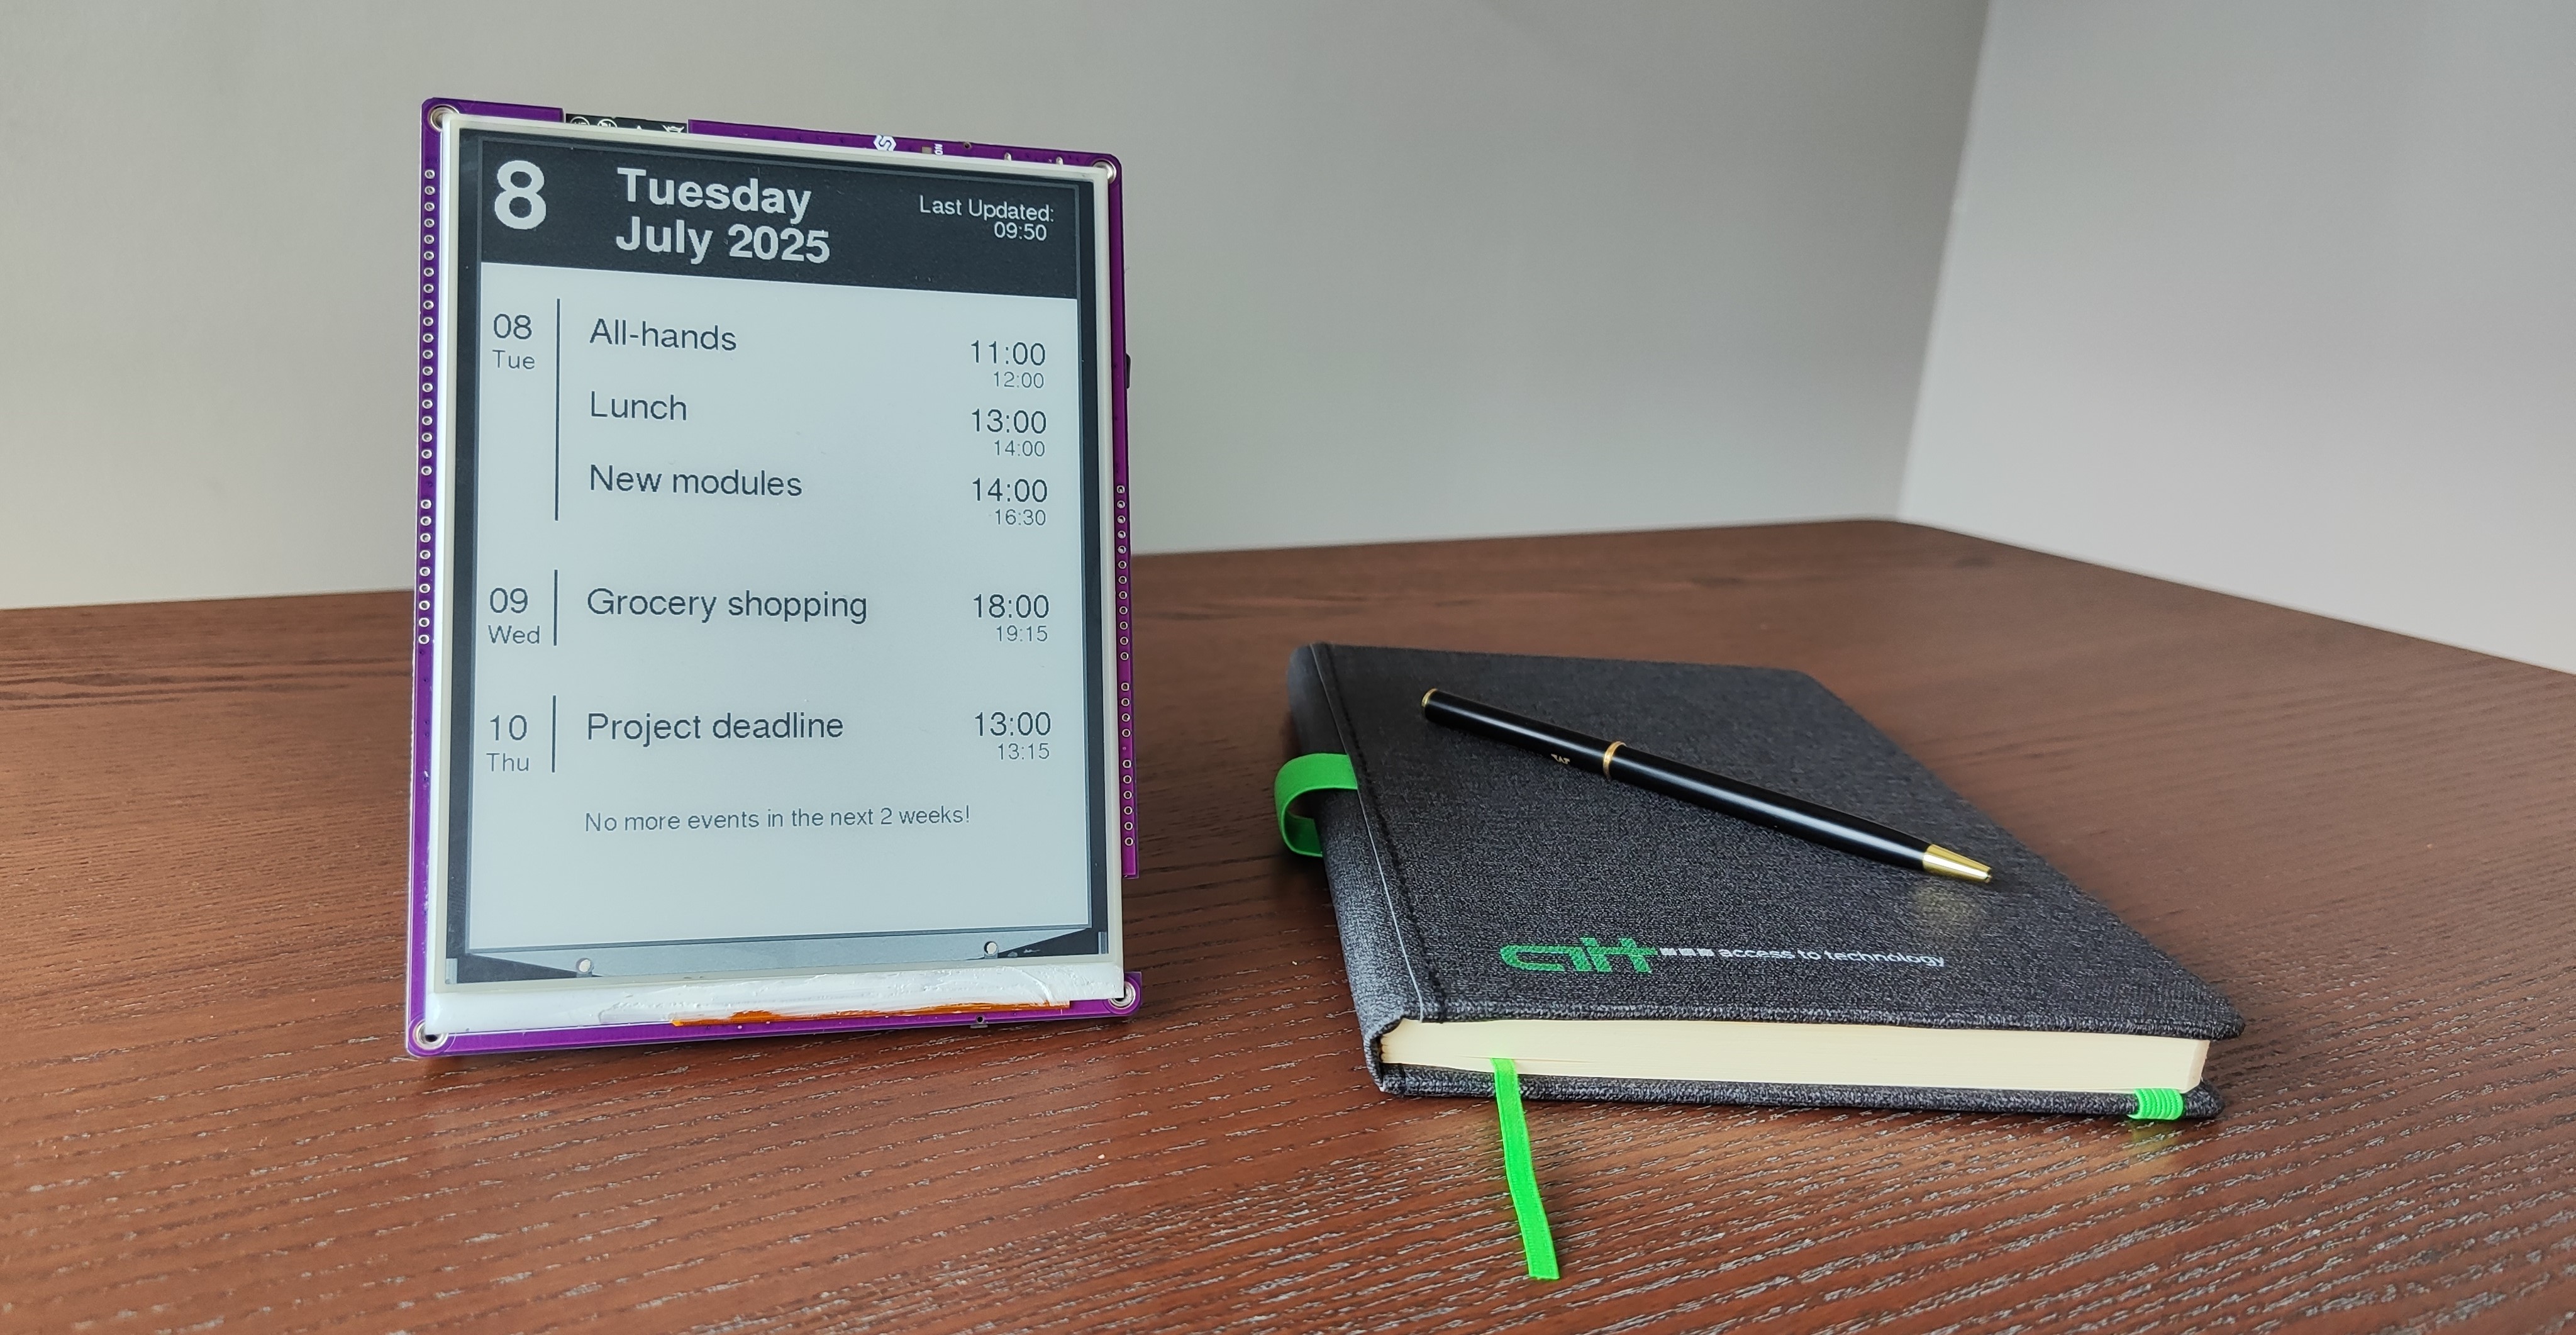 8
Tuesday
July 2025
Last Updated:
09:50
08
Tue
All-hands
11:00
12:00
Lunch
13:00
14:00
New modules
14:00
16:30
09
Wed
Grocery shopping
18:00
19:15
10
Thu
Project deadline
13:00
13:15
No more events in the next 2 weeks!
access to technology